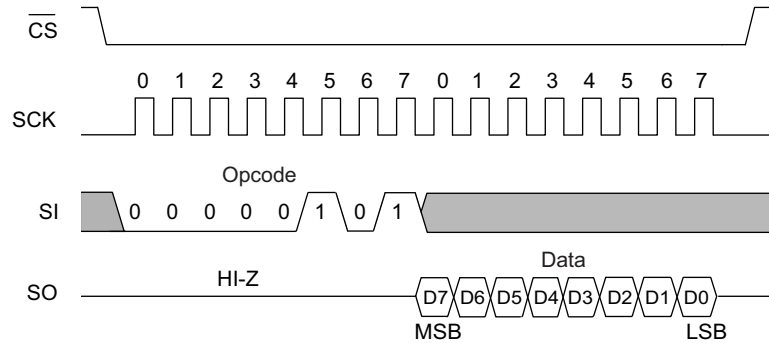 CS
0 1 2 3 4 5 6 7 0 1 2 3 4 5 6 7
SCK
Opcode
SI 0 0 0 0 0 1 0 1
Data
HI-Z
SO D7 D6 D5 D4 D3 D2 D1 D0
MSB LSB